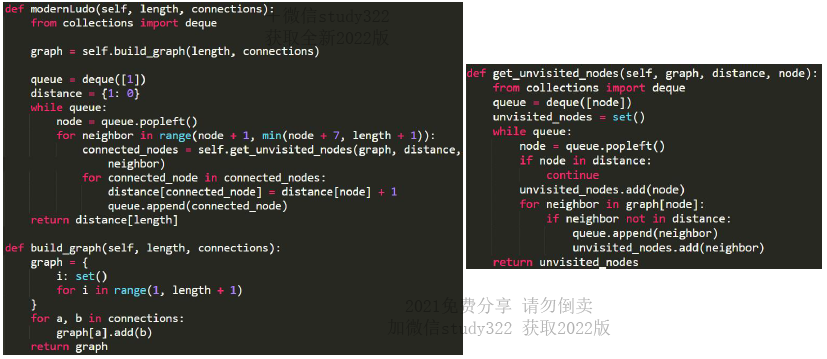 def modernLudo(self, length, connections):
    from collections import deque

    graph = self.build_graph(length, connections)

    queue = deque([1])
    distance = {1: 0}
    while queue:
        node = queue.popleft()
        for neighbor in range(node + 1, min(node + 7, length + 1)):
            connected_nodes = self.get_unvisited_nodes(graph, distance,
                neighbor)
            for connected_node in connected_nodes:
                distance[connected_node] = distance[node] + 1
                queue.append(connected_node)
    return distance[length]

def build_graph(self, length, connections):
    graph = {
        i: set()
        for i in range(1, length + 1)
    }
    for a, b in connections:
        graph[a].add(b)
    return graph
def get_unvisited_nodes(self, graph, distance, node):
    from collections import deque
    queue = deque([node])
    unvisited_nodes = set()
    while queue:
        node = queue.popleft()
        if node in distance:
            continue
        unvisited_nodes.add(node)
        for neighbor in graph[node]:
            if neighbor not in distance:
                queue.append(neighbor)
                unvisited_nodes.add(neighbor)
    return unvisited_nodes
微信study322
获取全新2022版
2021免费分享 请勿倒卖
加微信study322 获取2022版